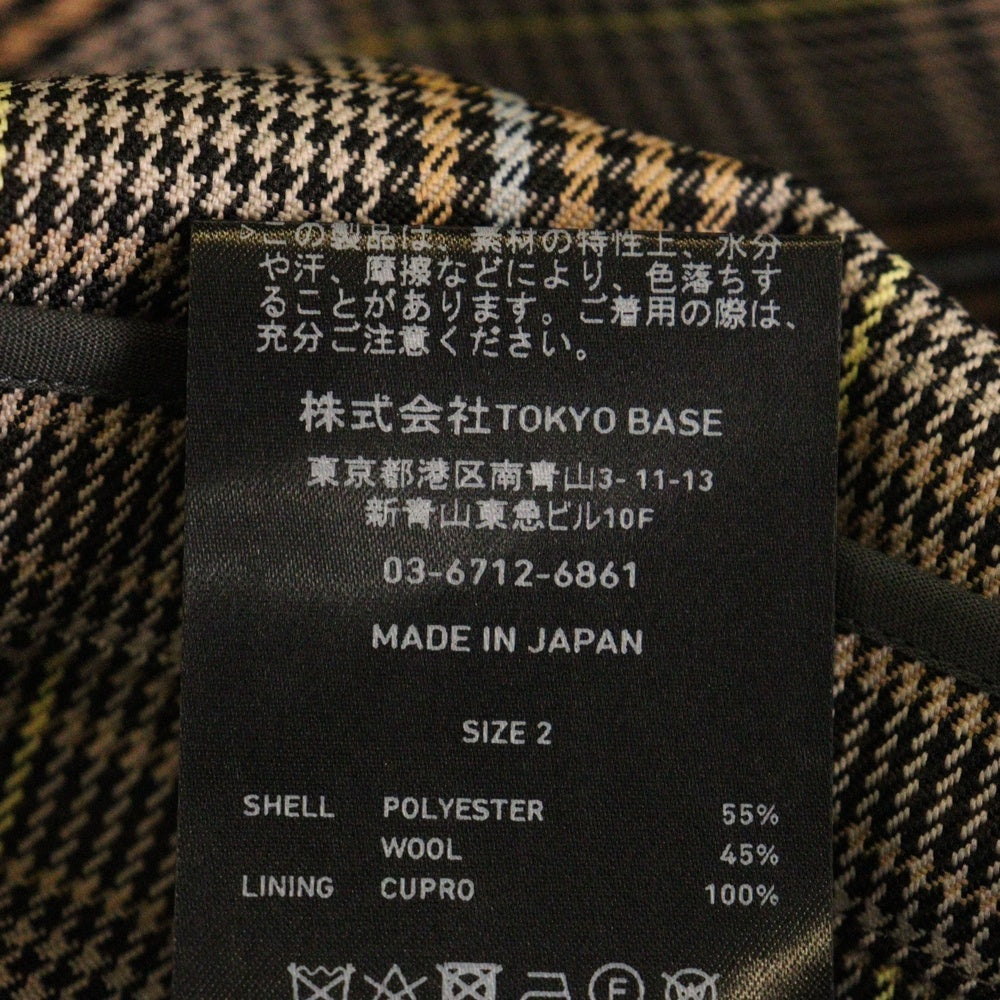 この製品は、素材の特性上、水分
や汗、摩擦などにより、色落ちす
ることがあります。ご着用の際は、
充分ご注意ください。
株式会社TOKYO BASE
東京都港区南青山3-11-13
新青山東急ビル10F
03-6712-6861
MADE IN JAPAN
SIZE 2
SHELL POLYESTER 55%
WOOL 45%
LINING CUPRO 100%
F
W